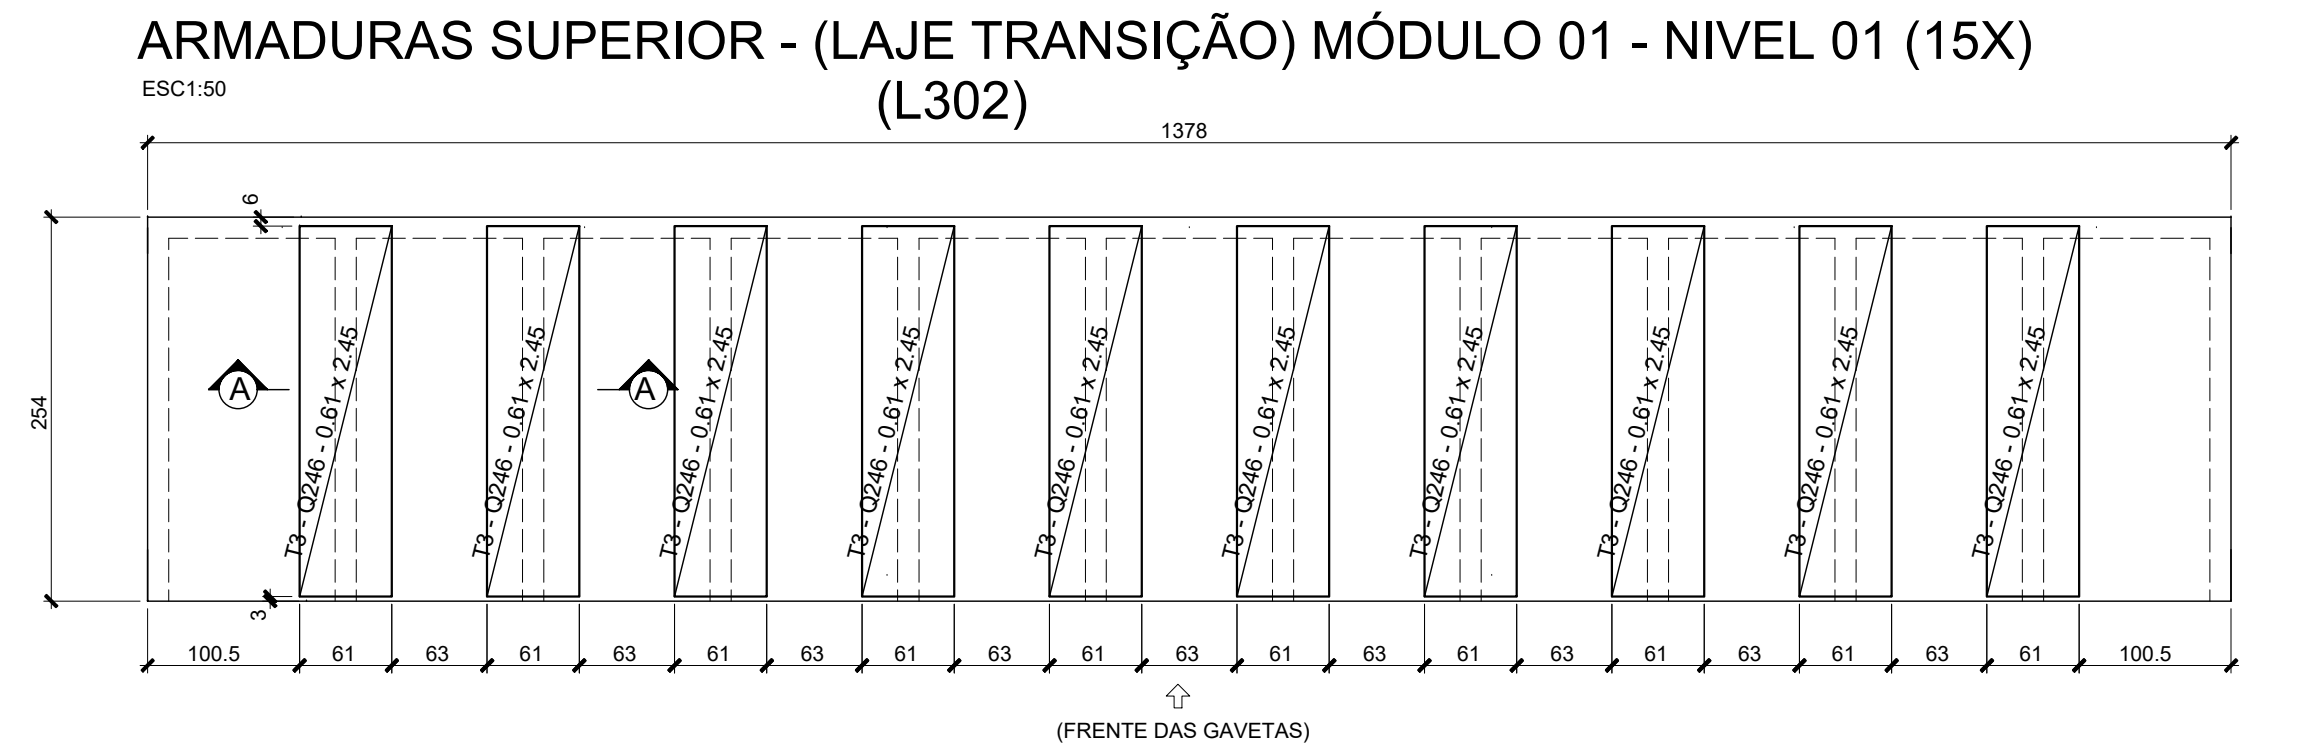 ARMADURAS SUPERIOR - (LAJE TRANSIÇÃO) MÓDULO 01 - NIVEL 01 (15X)
ESC1:50
(L302)
1378
6
A
A
254
T3 - Q246 - 0.61 x 2.45
T3 - Q246 - 0.61 x 2.45
T3 - Q246 - 0.61 x 2.45
T3 - Q246 - 0.61 x 2.45
T3 - Q246 - 0.61 x 2.45
T3 - Q246 - 0.61 x 2.45
T3 - Q246 - 0.61 x 2.45
T3 - Q246 - 0.61 x 2.45
T3 - Q246 - 0.61 x 2.45
T3 - Q246 - 0.61 x 2.45
3
100.5 61 63 61 63 61 63 61 63 61 63 61 63 61 63 61 63 61 63 61 100.5
(FRENTE DAS GAVETAS)